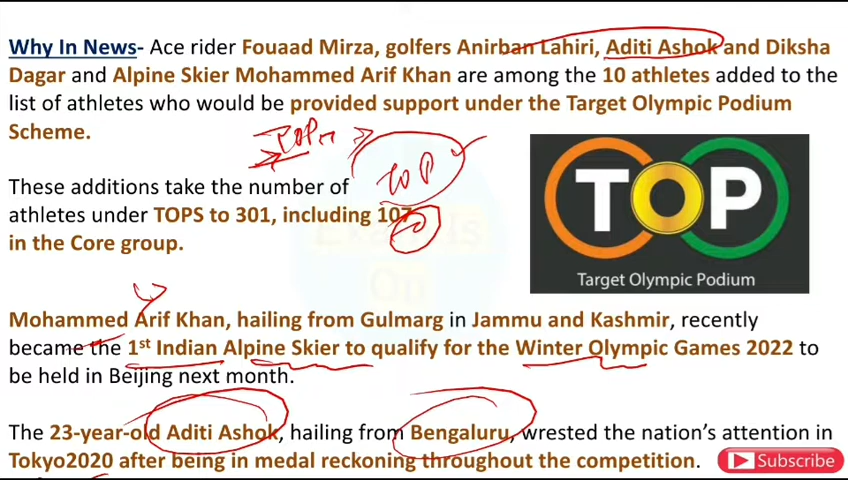 Why In News- Ace rider Fouaad Mirza, golfers Anirban Lahiri, Aditi Ashok and Diksha
Dagar and Alpine Skier Mohammed Arif Khan are among the 10 athletes added to the
list of athletes who would be provided support under the Target Olympic Podium
Scheme.
TOP
These additions take the number of
athletes under TOPS to 301, including 107
in the Core group.
TOP
Target Olympic Podium
Mohammed Arif Khan, hailing from Gulmarg in Jammu and Kashmir, recently
became the 1st Indian Alpine Skier to qualify for the Winter Olympic Games 2022 to
be held in Beijing next month.
The 23-year-old Aditi Ashok, hailing from Bengaluru, wrested the nation's attention in
Tokyo2020 after being in medal reckoning throughout the competition.
Subscribe